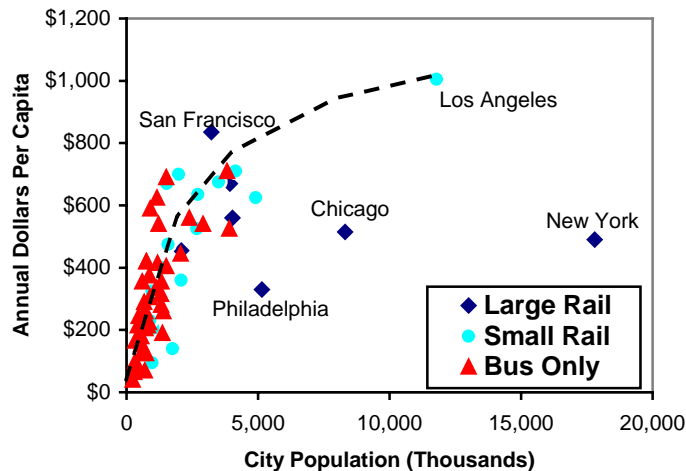 $1,200
$1,000
$800
$600
$400
$200
$0
Annual Dollars Per Capita
San Francisco
Los Angeles
Chicago
New York
Philadelphia
Large Rail
Small Rail
Bus Only
0
5,000
10,000
15,000
20,000
City Population (Thousands)